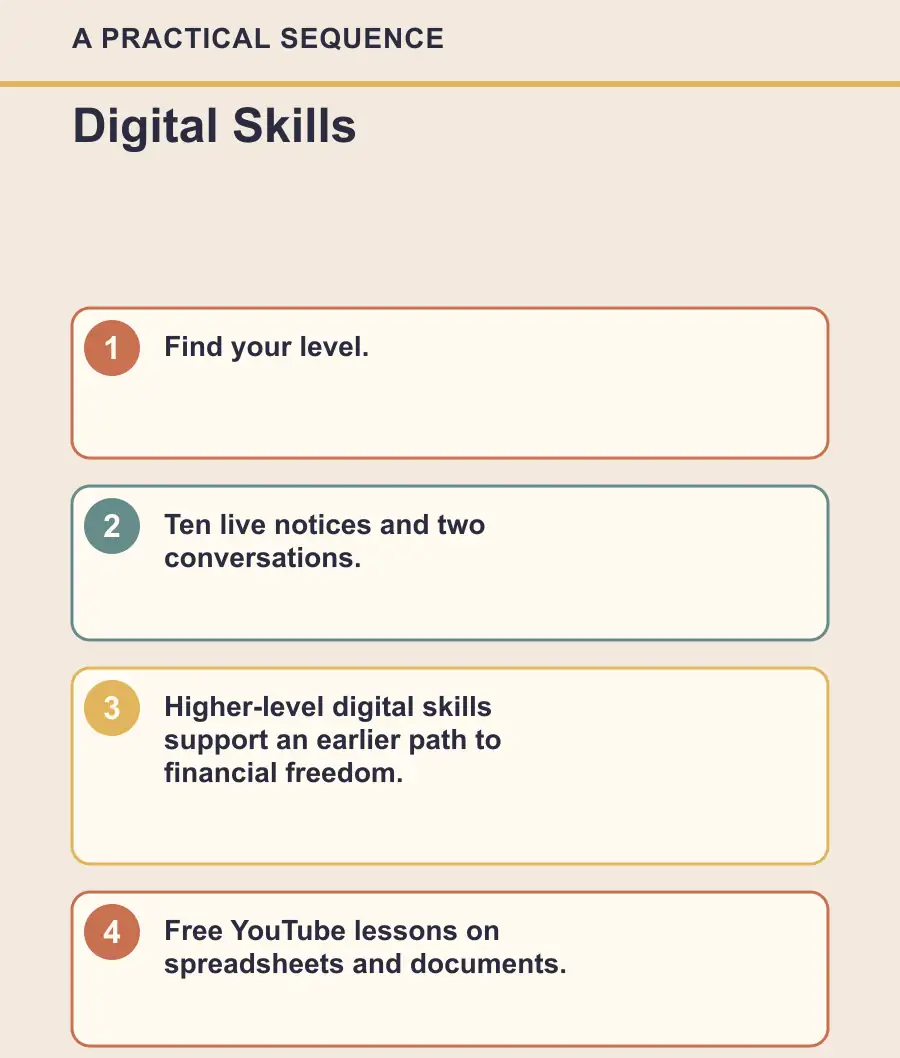 A PRACTICAL SEQUENCE
Digital Skills
1
Find your level.
2
Ten live notices and two
conversations.
3
Higher-level digital skills
support an earlier path to
financial freedom.
4
Free YouTube lessons on
spreadsheets and documents.